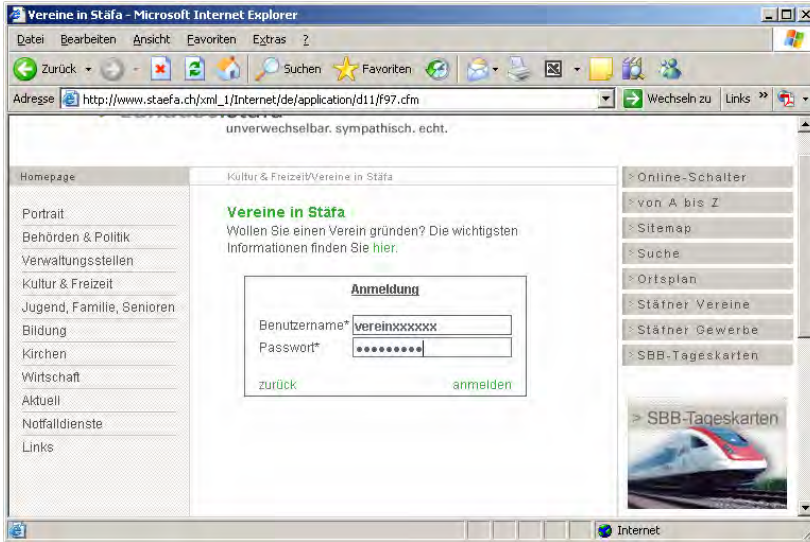 Vereine in Stäfa - Microsoft Internet Explorer
Datei Bearbeiten Ansicht Favoriten Extras ?
Zurück Suchen Favoriten
Adresse http://www.staefa.ch/xml_1/Internet/de/application/d11/f97.cfm Wechseln zu Links »
unverwechselbar. sympathisch. echt.
Homepage
Kultur & Freizeit/Vereine in Stäfa
Portrait
Behörden & Politik
Verwaltungsstellen
Kultur & Freizeit
Jugend, Familie, Senioren
Bildung
Kirchen
Wirtschaft
Aktuell
Notfalldienste
Links
Vereine in Stäfa
Wollen Sie einen Verein gründen? Die wichtigsten
Informationen finden Sie hier.
Anmeldung
Benutzername* vereinxxxxxx
Passwort* •••••••••
zurück anmelden
> Online-Schalter
> von A bis Z
> Sitemap
> Suche
> Ortsplan
> Stäfner Vereine
> Stäfner Gewerbe
> SBB-Tageskarten
> SBB-Tageskarten
Internet